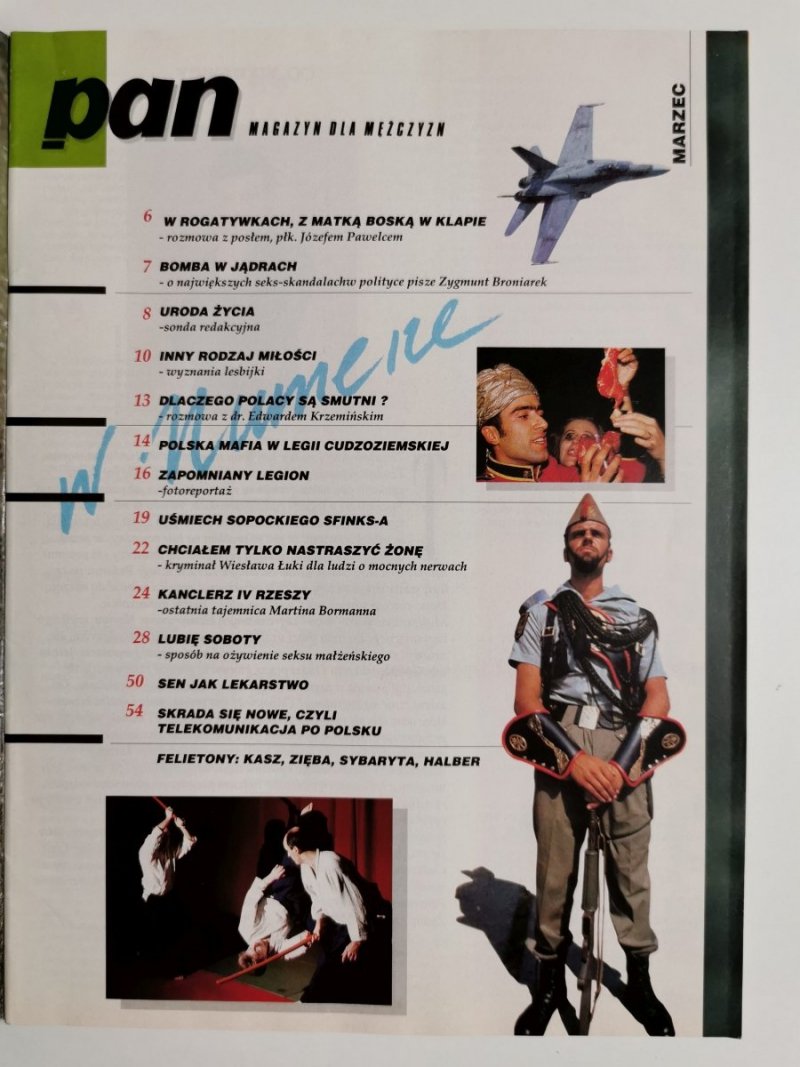 pan MAGAZYN DLA MĘŻCZYZN
MARZEC
w numerze
6 W ROGATYWKACH, Z MATKĄ BOSKĄ W KLAPIE
- rozmowa z posłem, płk. Józefem Pawelcem
7 BOMBA W JĄDRACH
- o największych seks-skandalachw polityce pisze Zygmunt Broniarek
8 URODA ŻYCIA
-sonda redakcyjna
10 INNY RODZAJ MIŁOŚCI
- wyznania lesbijki
13 DLACZEGO POLACY SĄ SMUTNI ?
- rozmowa z dr. Edwardem Krzemińskim
14 POLSKA MAFIA W LEGII CUDZOZIEMSKIEJ
16 ZAPOMNIANY LEGION
-fotoreportaż
19 UŚMIECH SOPOCKIEGO SFINKS-A
22 CHCIAŁEM TYLKO NASTRASZYĆ ŻONĘ
- kryminał Wiesława Łuki dla ludzi o mocnych nerwach
24 KANCLERZ IV RZESZY
-ostatnia tajemnica Martina Bormanna
28 LUBIĘ SOBOTY
- sposób na ożywienie seksu małżeńskiego
50 SEN JAK LEKARSTWO
54 SKRADA SIĘ NOWE, CZYLI
TELEKOMUNIKACJA PO POLSKU
FELIETONY: KASZ, ZIĘBA, SYBARYTA, HALBER